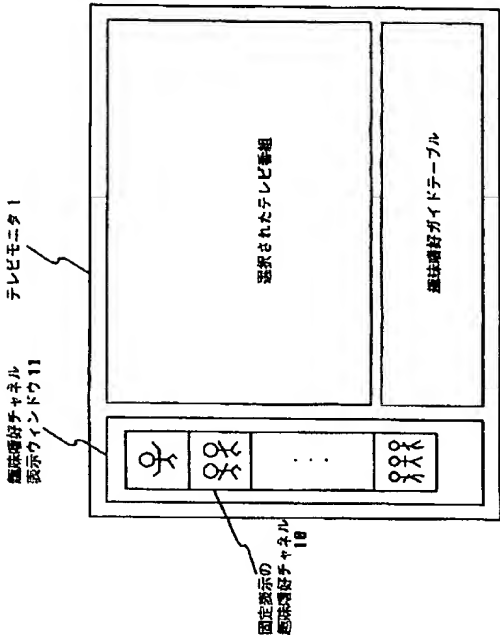 テレビモニタ 1
趣味嗜好チャネル
表示ウィンドウ11
選択されたテレビ番組
趣味嗜好ガイドテーブル
・・・
固定表示の
趣味嗜好チャネル
10